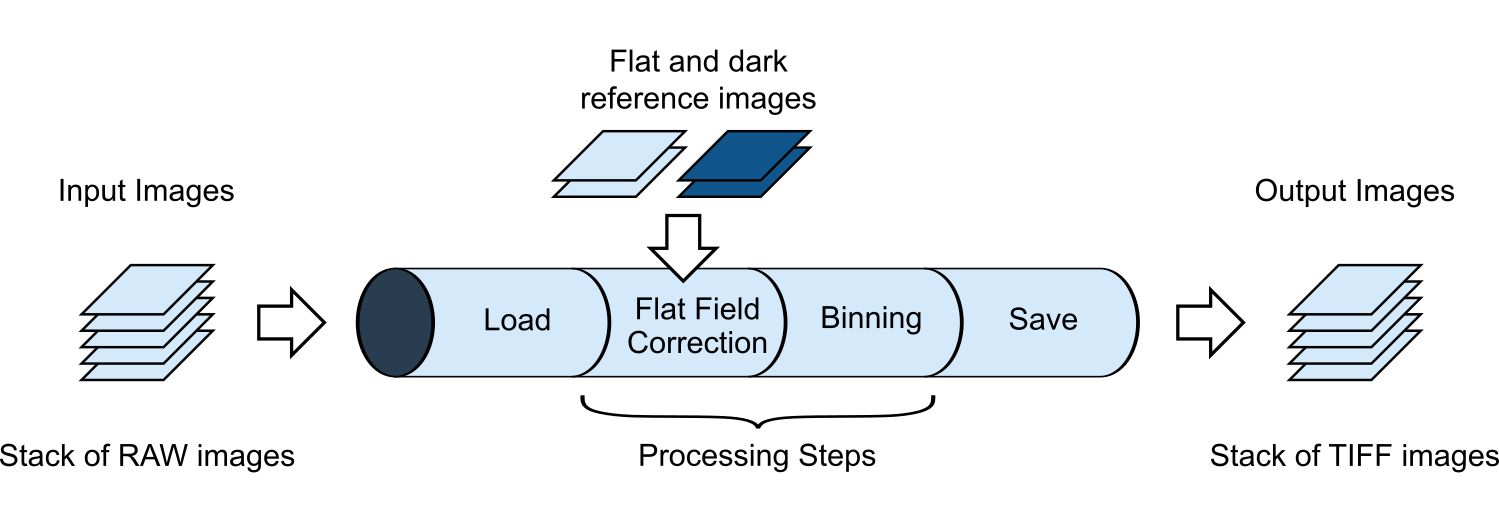 Flat and dark
reference images
Input Images
Output Images
Load
Flat Field
Correction
Binning
Save
Stack of RAW images
Processing Steps
Stack of TIFF images